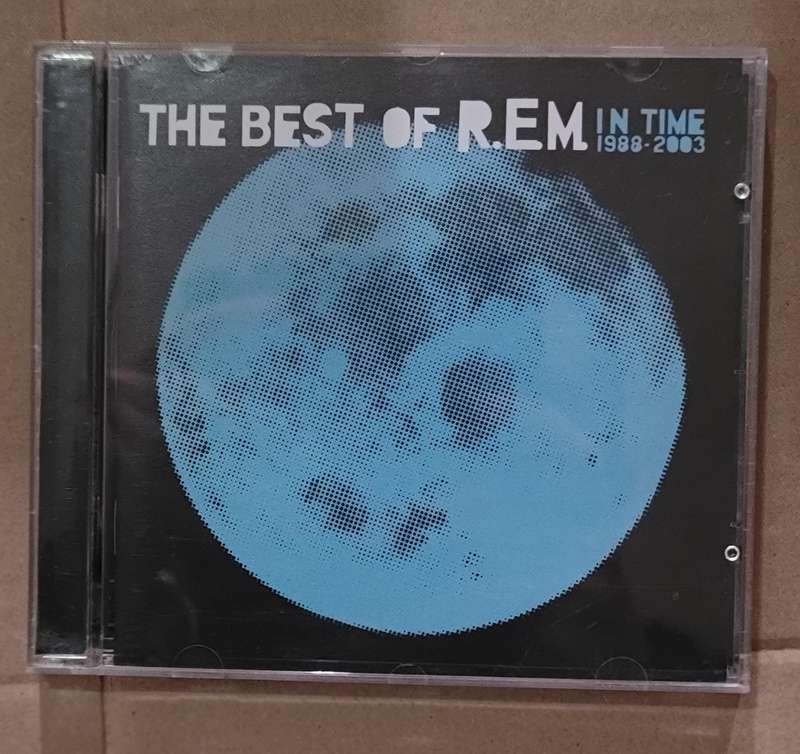 THE BEST OF R.E.M. IN TIME
1988-2003